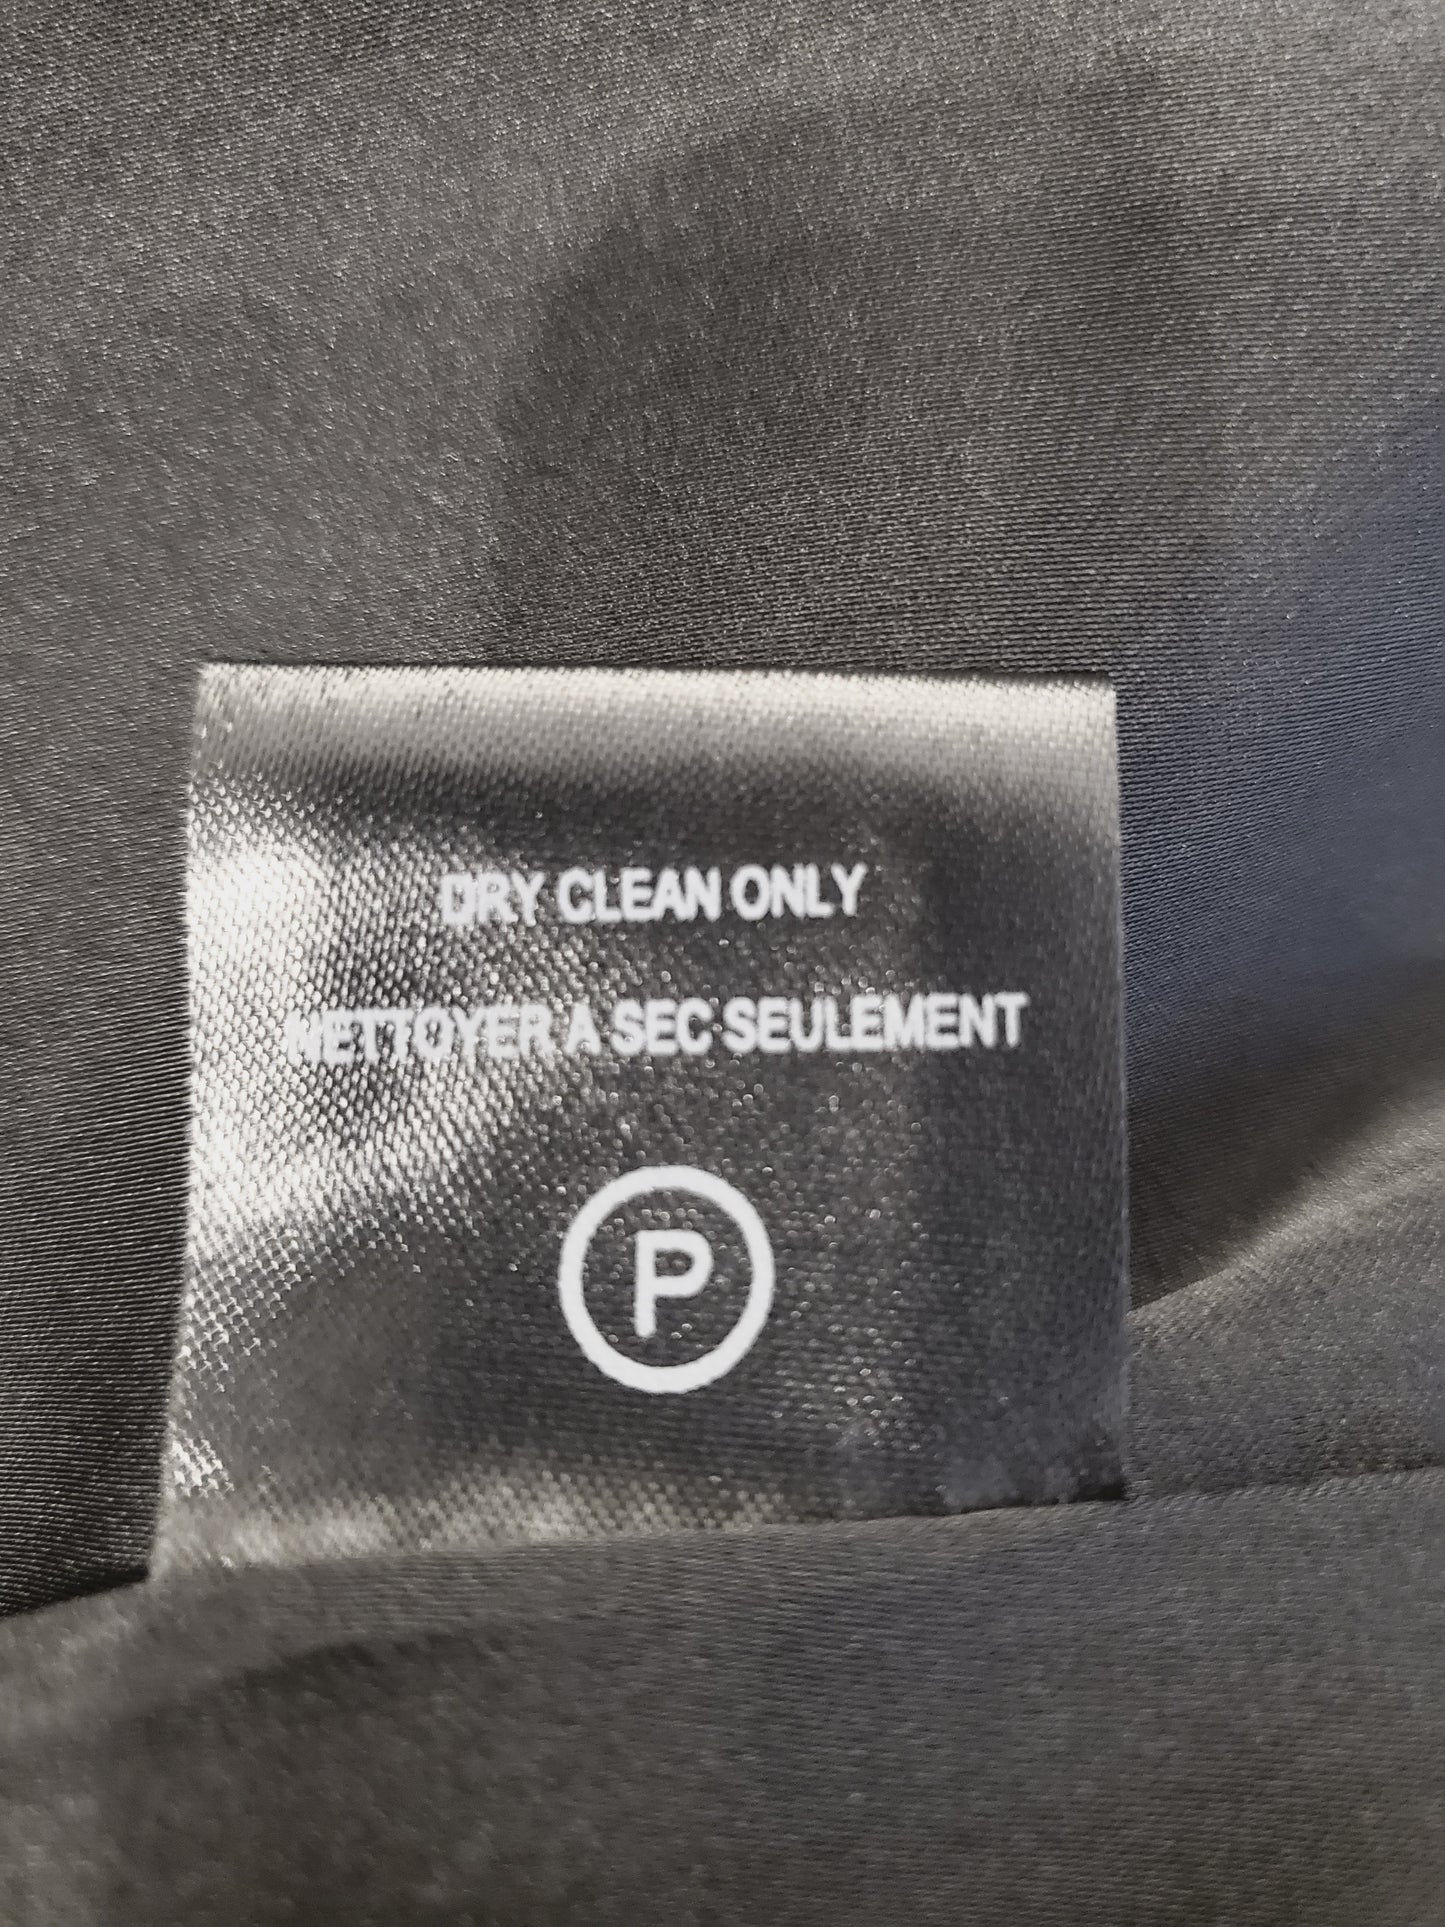 DRY CLEAN ONLY
NETTOYER A SEC SEULEMENT
P